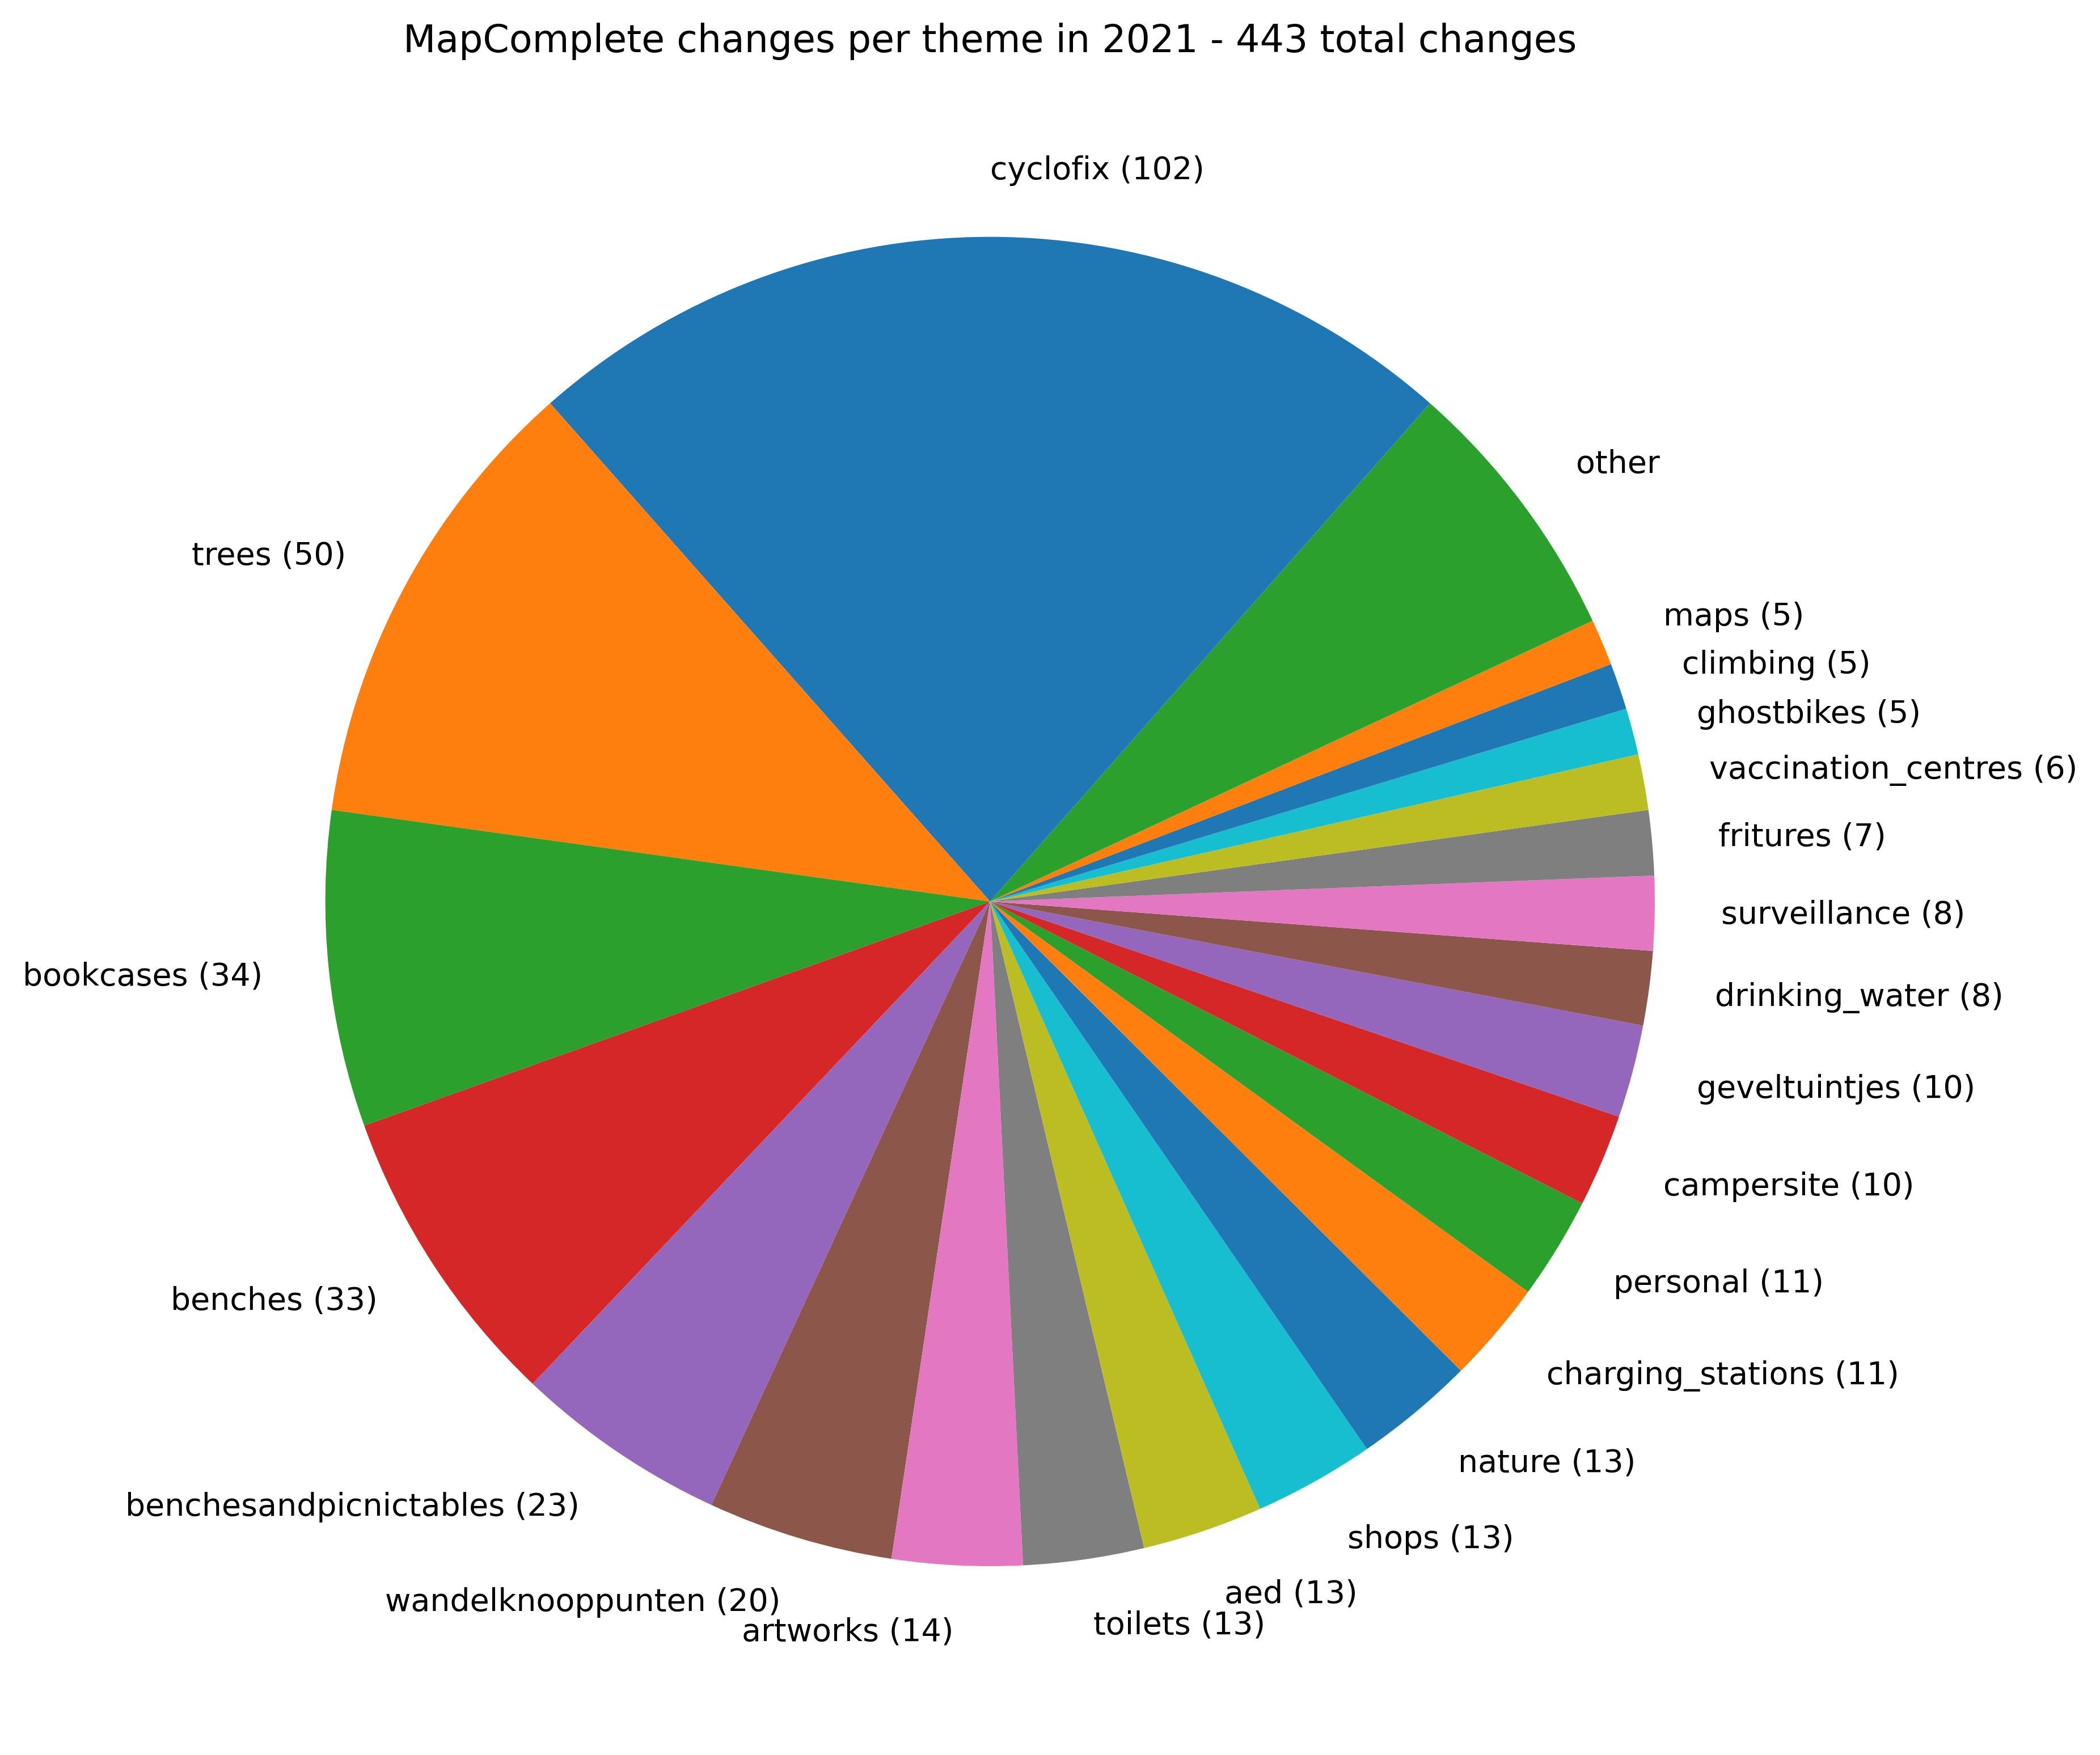 MapComplete changes per theme in 2021 - 443 total changes
cyclofix (102)
other
trees (50)
maps (5)
climbing (5)
ghostbikes (5)
vaccination_centres (6)
fritures (7)
surveillance (8)
bookcases (34)
drinking_water (8)
geveltuintjes (10)
campersite (10)
personal (11)
benches (33)
charging_stations (11)
nature (13)
benchesandpicnictables (23)
shops (13)
aed (13)
wandelknooppunten (20)
toilets (13)
artworks (14)